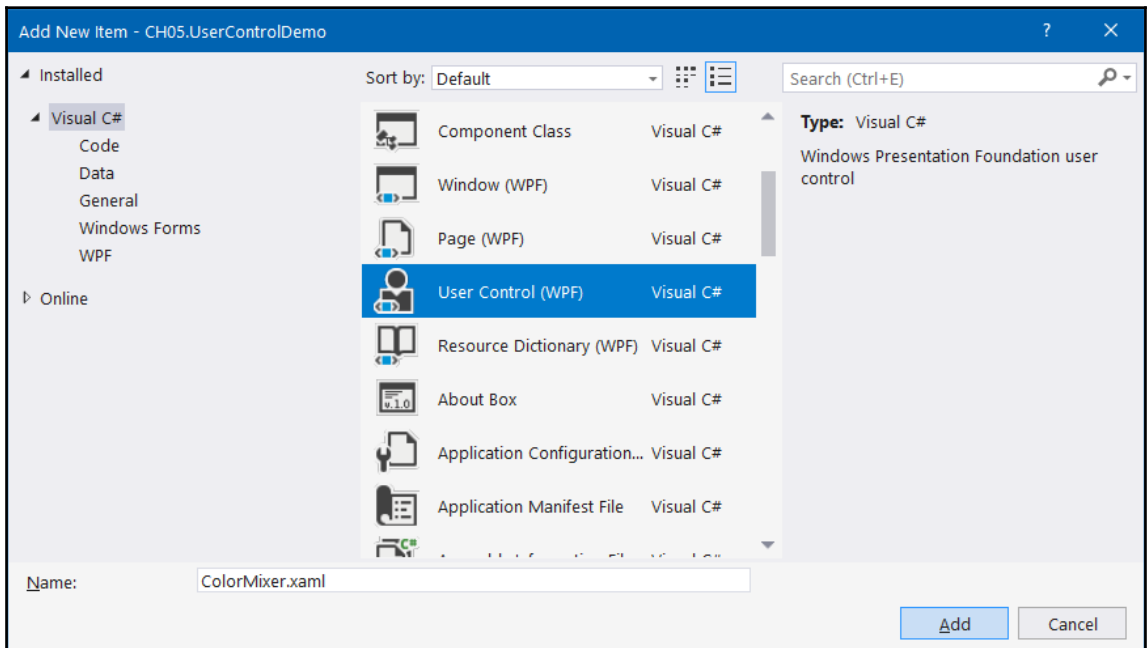 Add New Item - CH05.UserControlDemo
?
Installed
Sort by: Default
Search (Ctrl+E)
Visual C#
Code
Data
General
Windows Forms
WPF
Online
Component Class Visual C#
Window (WPF) Visual C#
Page (WPF) Visual C#
User Control (WPF) Visual C#
Resource Dictionary (WPF) Visual C#
v.1.0
About Box Visual C#
Application Configuration... Visual C#
Application Manifest File Visual C#
C#
Type: Visual C#
Windows Presentation Foundation user
control
Name: ColorMixer.xaml
Add Cancel